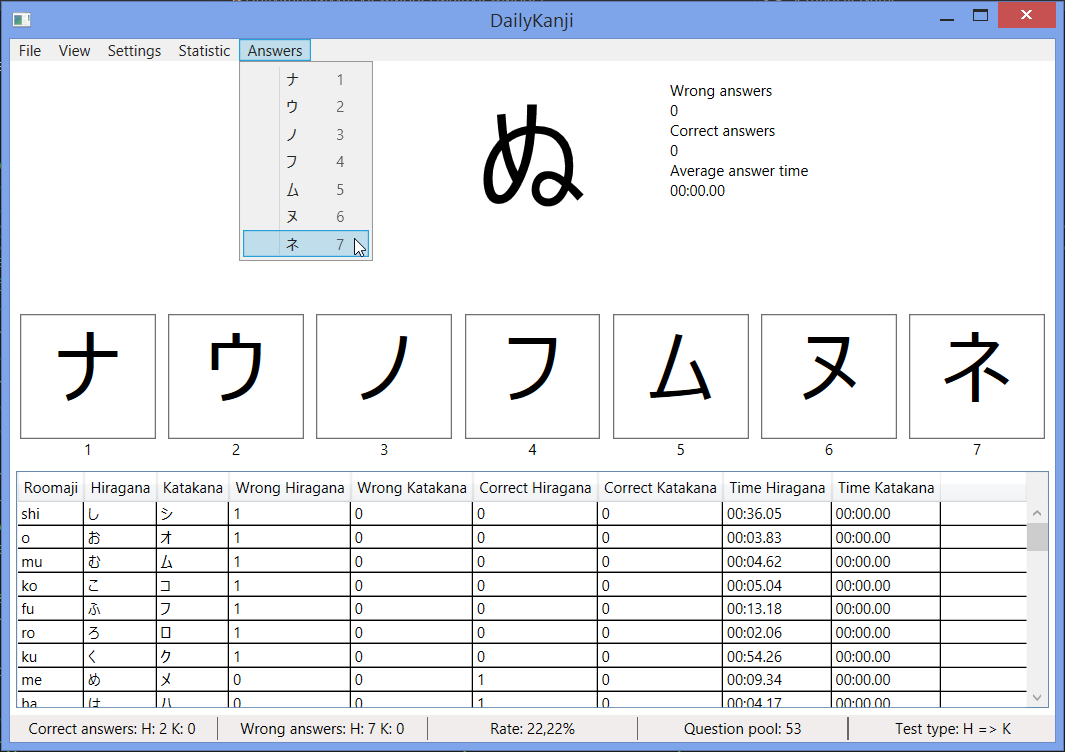 DailyKanji
File View Settings Statistic Answers
ナ 1
ウ 2
ノ 3
フ 4
ム 5
ヌ 6
ネ 7
ぬ
Wrong answers
0
Correct answers
0
Average answer time
00:00.00
ナ ウ ノ フ ム ヌ ネ
1 2 3 4 5 6 7
Roomaji Hiragana Katakana Wrong Hiragana Wrong Katakana Correct Hiragana Correct Katakana Time Hiragana Time Katakana
shi し シ 1 0 0 0 00:36.05 00:00.00
o お オ 1 0 0 0 00:03.83 00:00.00
mu む ム 1 0 0 0 00:04.62 00:00.00
ko こ コ 1 0 0 0 00:05.04 00:00.00
fu ふ フ 1 0 0 0 00:13.18 00:00.00
ro ろ ロ 1 0 0 0 00:02.06 00:00.00
ku く ク 1 0 0 0 00:54.26 00:00.00
me め メ 0 0 1 0 00:09.34 00:00.00
ha は ハ 0 0 1 0 00:04.17 00:00.00
Correct answers: H: 2 K: 0 Wrong answers: H: 7 K: 0 Rate: 22,22% Question pool: 53 Test type: H => K